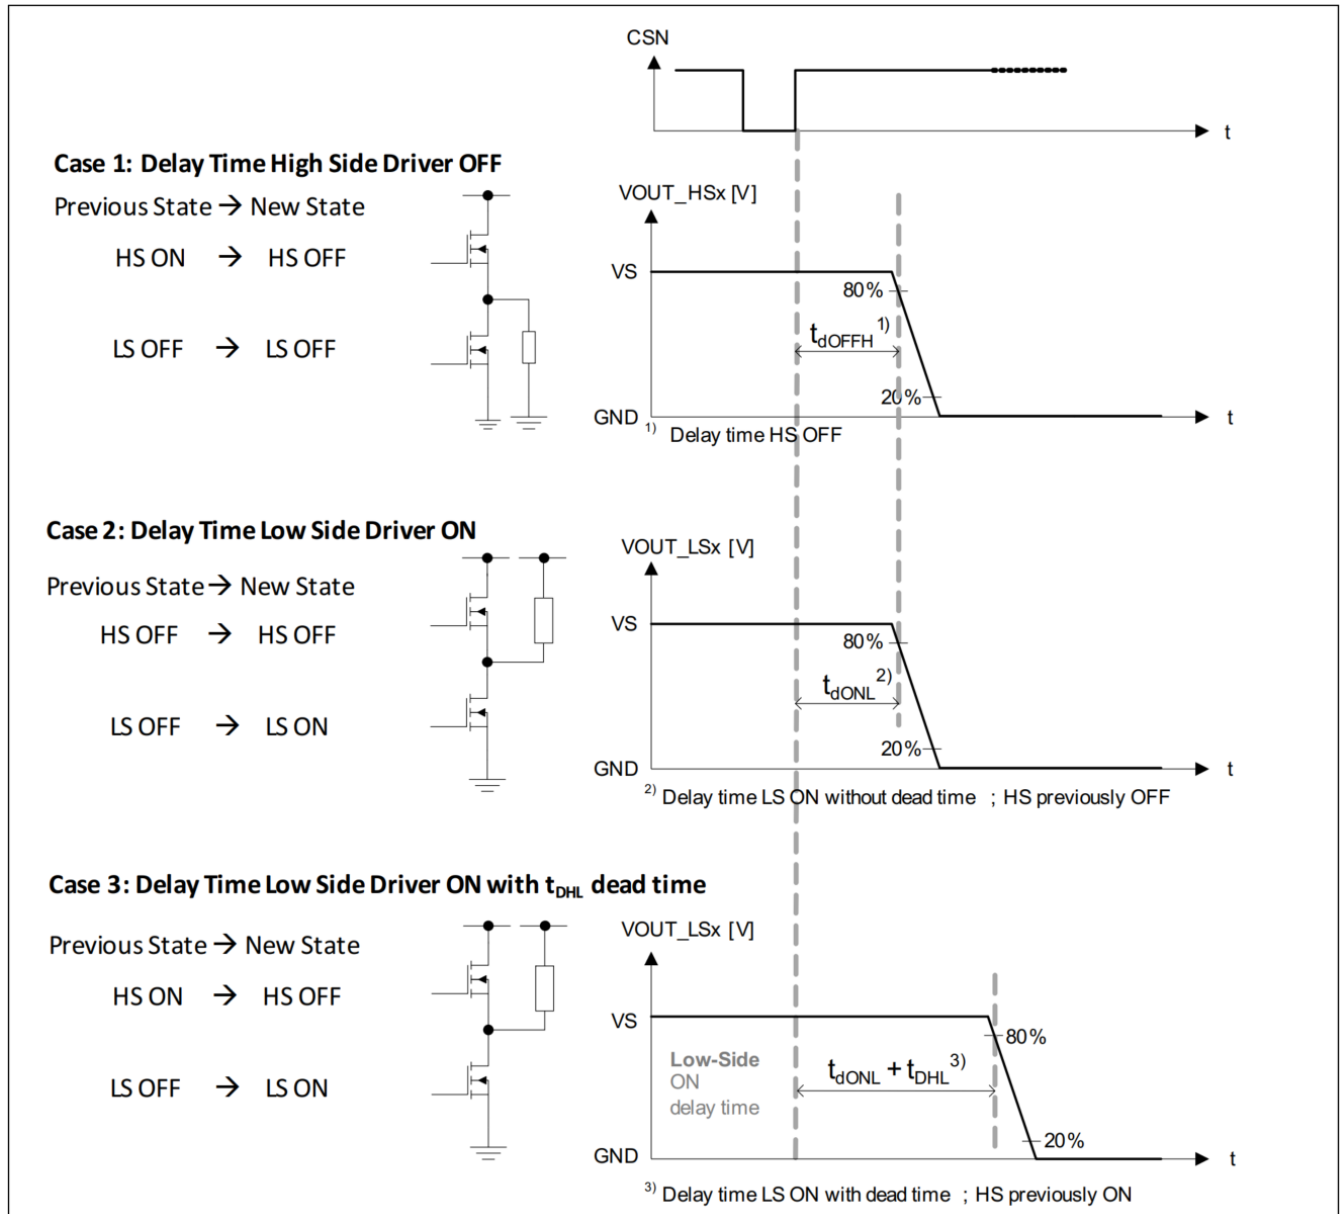 CSN
t
Case 1: Delay Time High Side Driver OFF
Previous State → New State
HS ON → HS OFF
LS OFF → LS OFF
VOUT_HSx [V]
VS
80%
tdOFFH 1)
20%
GND
t
1) Delay time HS OFF
Case 2: Delay Time Low Side Driver ON
Previous State → New State
HS OFF → HS OFF
LS OFF → LS ON
VOUT_LSx [V]
VS
80%
tdONL 2)
20%
GND
t
2) Delay time LS ON without dead time ; HS previously OFF
Case 3: Delay Time Low Side Driver ON with tDHL dead time
Previous State → New State
HS ON → HS OFF
LS OFF → LS ON
VOUT_LSx [V]
VS
80%
Low-Side
ON
delay time
tdONL + tDHL 3)
20%
GND
t
3) Delay time LS ON with dead time ; HS previously ON